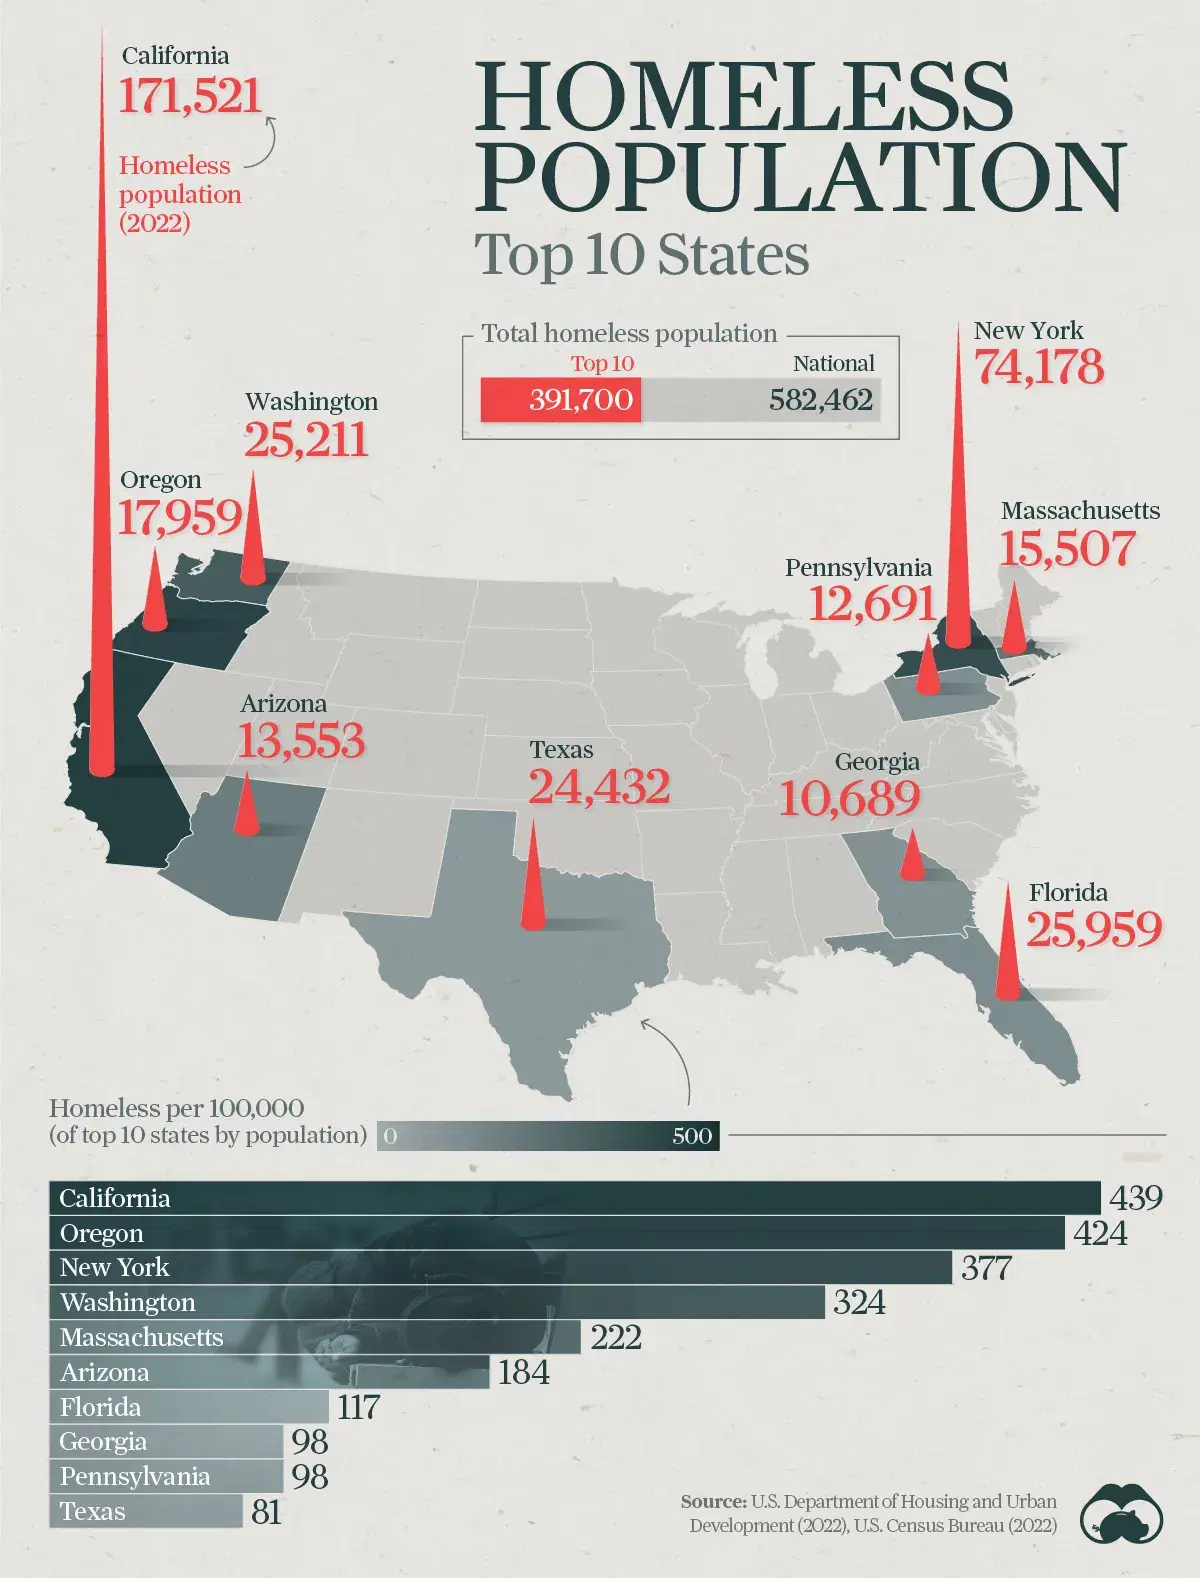 California
171,521
Homeless
population
(2022)
HOMELESS
POPULATION
Top 10 States
Total homeless population
Top 10
National
391,700
582,462
New York
74,178
Washington
25,211
Oregon
17,959
Massachusetts
15,507
Pennsylvania
12,691
Arizona
13,553
Texas
24,432
Georgia
10,689
Florida
25,959
Homeless per 100,000
(of top 10 states by population)
0
500
California 439
Oregon 424
New York 377
Washington 324
Massachusetts 222
Arizona 184
Florida 117
Georgia 98
Pennsylvania 98
Texas 81
Source: U.S. Department of Housing and Urban
Development (2022), U.S. Census Bureau (2022)